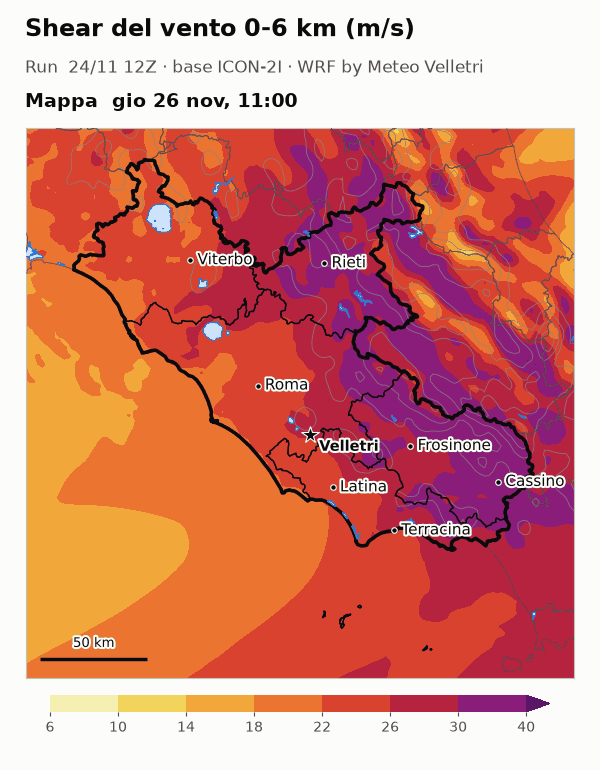 Shear del vento 0-6 km (m/s)
Run  24/11 12Z · base ICON-2I · WRF by Meteo Velletri
Mappa  gio 26 nov, 11:00
Viterbo
Rieti
Roma
Velletri
Frosinone
Cassino
Latina
Terracina
50 km
6 10 14 18 22 26 30 40